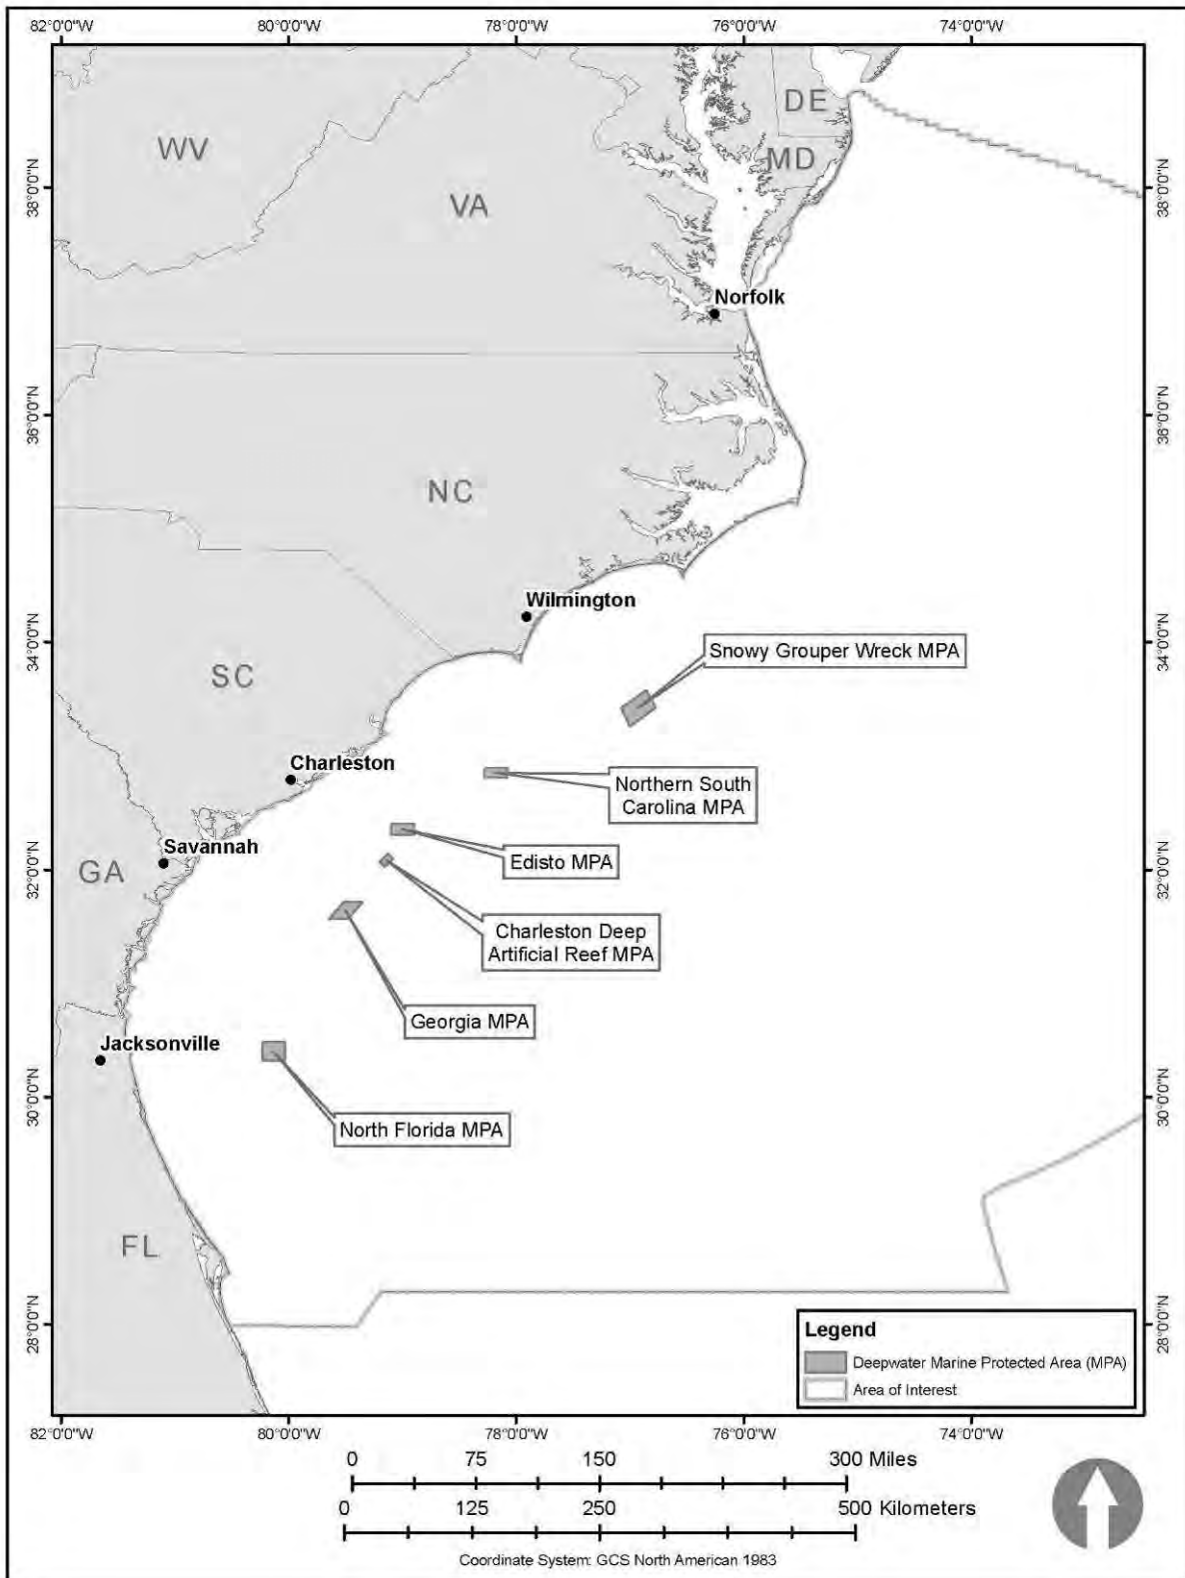 82°0'0"W 80°0'0"W 78°0'0"W 76°0'0"W 74°0'0"W
DE
WV
MD
38°0'0"N 38°0'0"N
VA
Norfolk
36°0'0"N 36°0'0"N
NC
Wilmington
34°0'0"N 34°0'0"N
Snowy Grouper Wreck MPA
SC
Charleston
Northern South
Carolina MPA
Savannah
Edisto MPA
GA
32°0'0"N 32°0'0"N
Charleston Deep
Artificial Reef MPA
Georgia MPA
Jacksonville
30°0'0"N 30°0'0"N
North Florida MPA
FL
28°0'0"N 28°0'0"N
Legend
Deepwater Marine Protected Area (MPA)
Area of Interest
82°0'0"W 80°0'0"W 78°0'0"W 76°0'0"W 74°0'0"W
0 75 150 300 Miles
0 125 250 500 Kilometers
Coordinate System: GCS North American 1983